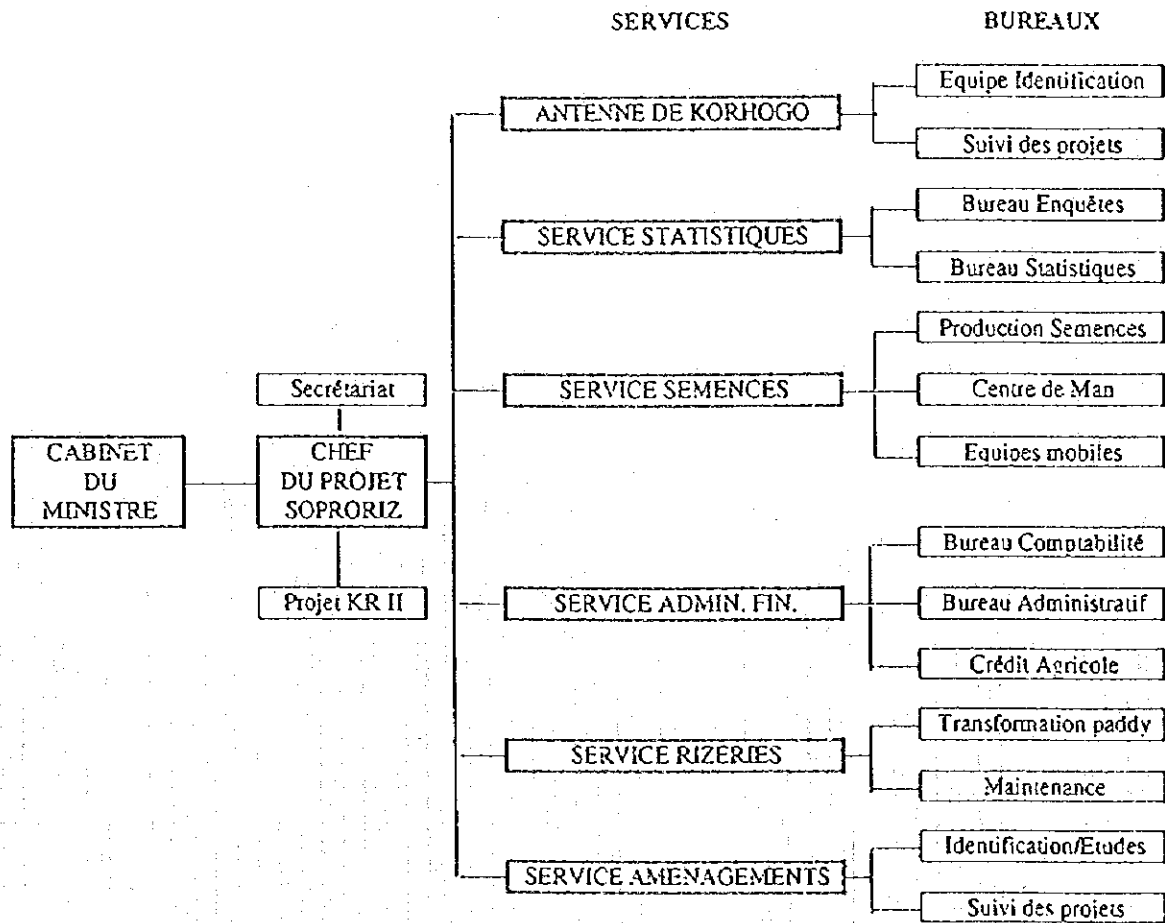 SERVICES
BUREAUX
CABINET
DU
MINISTRE
Secrétariat
CHEF
DU PROJET
SOPRORIZ
Projet KR II
ANTENNE DE KORHOGO
Equipe Identification
Suivi des projets
SERVICE STATISTIQUES
Bureau Enquêtes
Bureau Statistiques
SERVICE SEMENCES
Production Semences
Centre de Man
Equipes mobiles
SERVICE ADMIN. FIN.
Bureau Comptabilité
Bureau Administratif
Crédit Agricole
SERVICE RIZERIES
Transformation paddy
Maintenance
SERVICE AMENAGEMENTS
Identification/Etudes
Suivi des projets